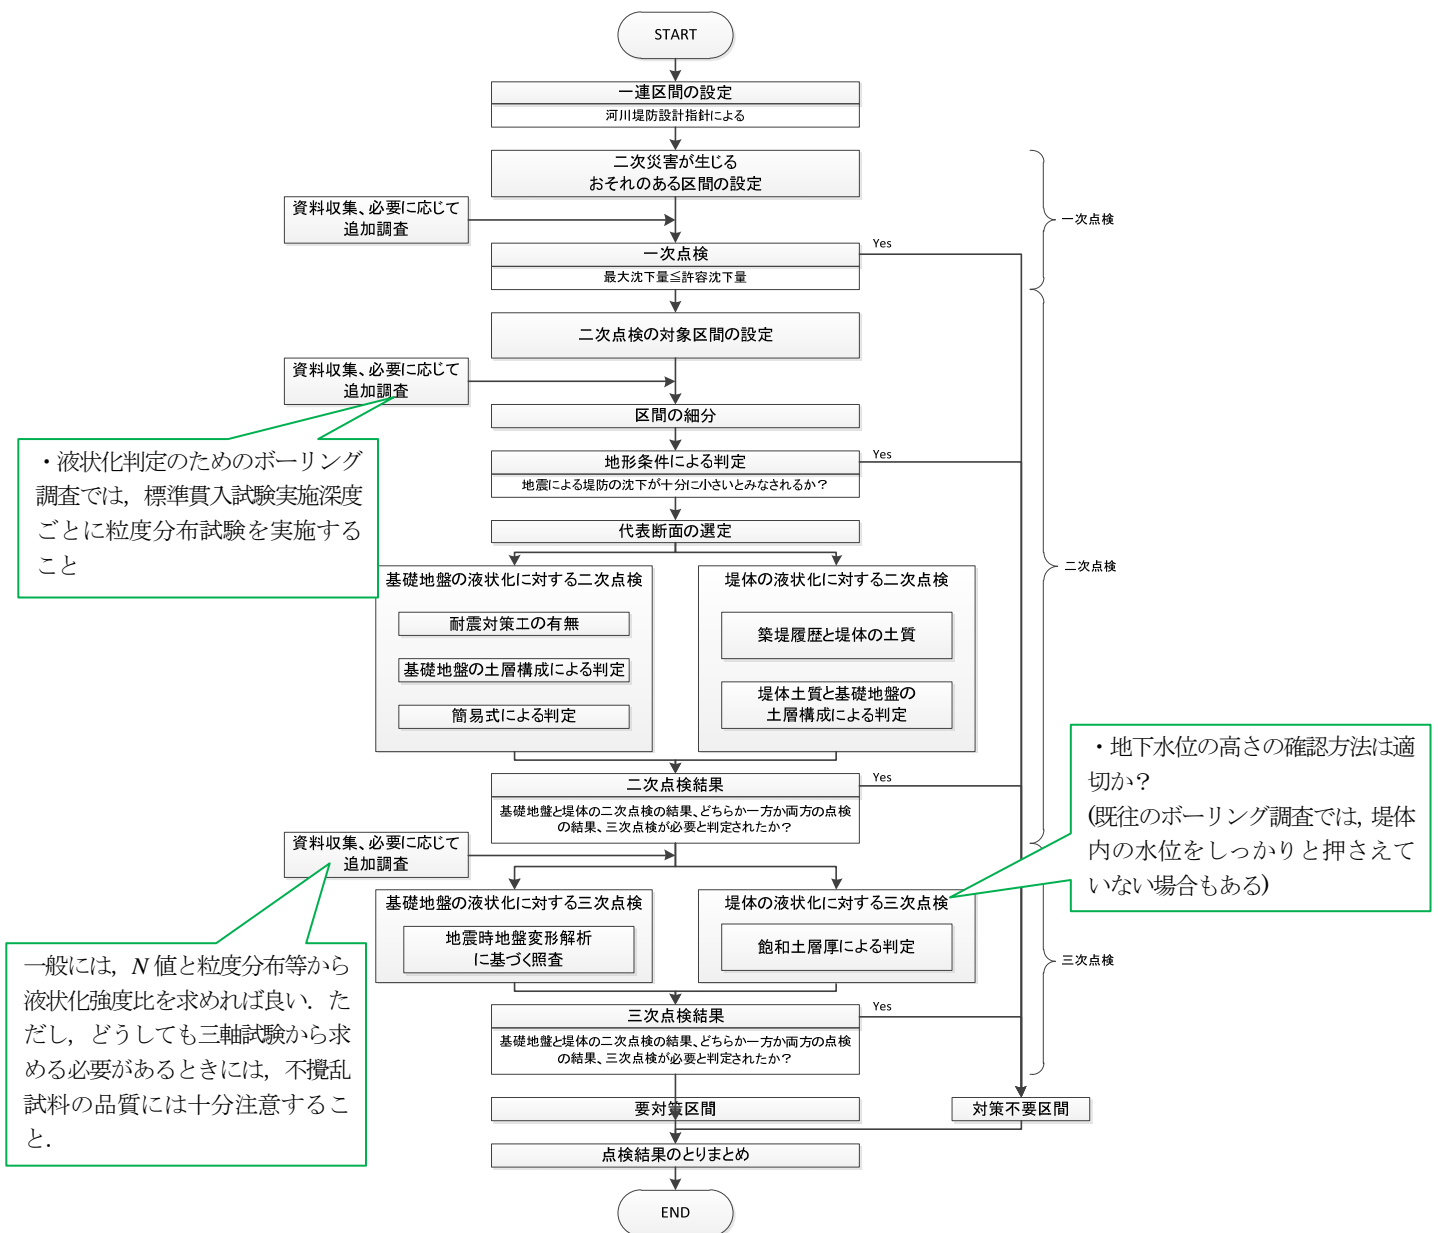 START
一連区間の設定
河川堤防設計指針による
二次災害が生じる
おそれのある区間の設定
資料収集、必要に応じて
追加調査
一次点検
一次点検
Yes
最大沈下量≦許容沈下量
二次点検の対象区間の設定
資料収集、必要に応じて
追加調査
区間の細分
・液状化判定のためのボーリング
調査では，標準貫入試験実施深度
ごとに粒度分布試験を実施する
こと
地形条件による判定
Yes
地震による堤防の沈下が十分に小さいとみなされるか？
代表断面の選定
二次点検
基礎地盤の液状化に対する二次点検
耐震対策工の有無
基礎地盤の土層構成による判定
簡易式による判定
堤体の液状化に対する二次点検
築堤履歴と堤体の土質
堤体土質と基礎地盤の
土層構成による判定
・地下水位の高さの確認方法は適
切か？
(既往のボーリング調査では，堤体
内の水位をしっかりと押さえて
いない場合もある)
二次点検結果
Yes
基礎地盤と堤体の二次点検の結果、どちらか一方か両方の点検
の結果、三次点検が必要と判定されたか？
資料収集、必要に応じて
追加調査
基礎地盤の液状化に対する三次点検
地震時地盤変形解析
に基づく照査
堤体の液状化に対する三次点検
飽和土層厚による判定
三次点検
一般には，N 値と粒度分布等から
液状化強度比を求めれば良い．た
だし，どうしても三軸試験から求
める必要があるときには，不攪乱
試料の品質には十分注意するこ
と．
三次点検結果
Yes
基礎地盤と堤体の二次点検の結果、どちらか一方か両方の点検
の結果、三次点検が必要と判定されたか？
要対策区間
対策不要区間
点検結果のとりまとめ
END